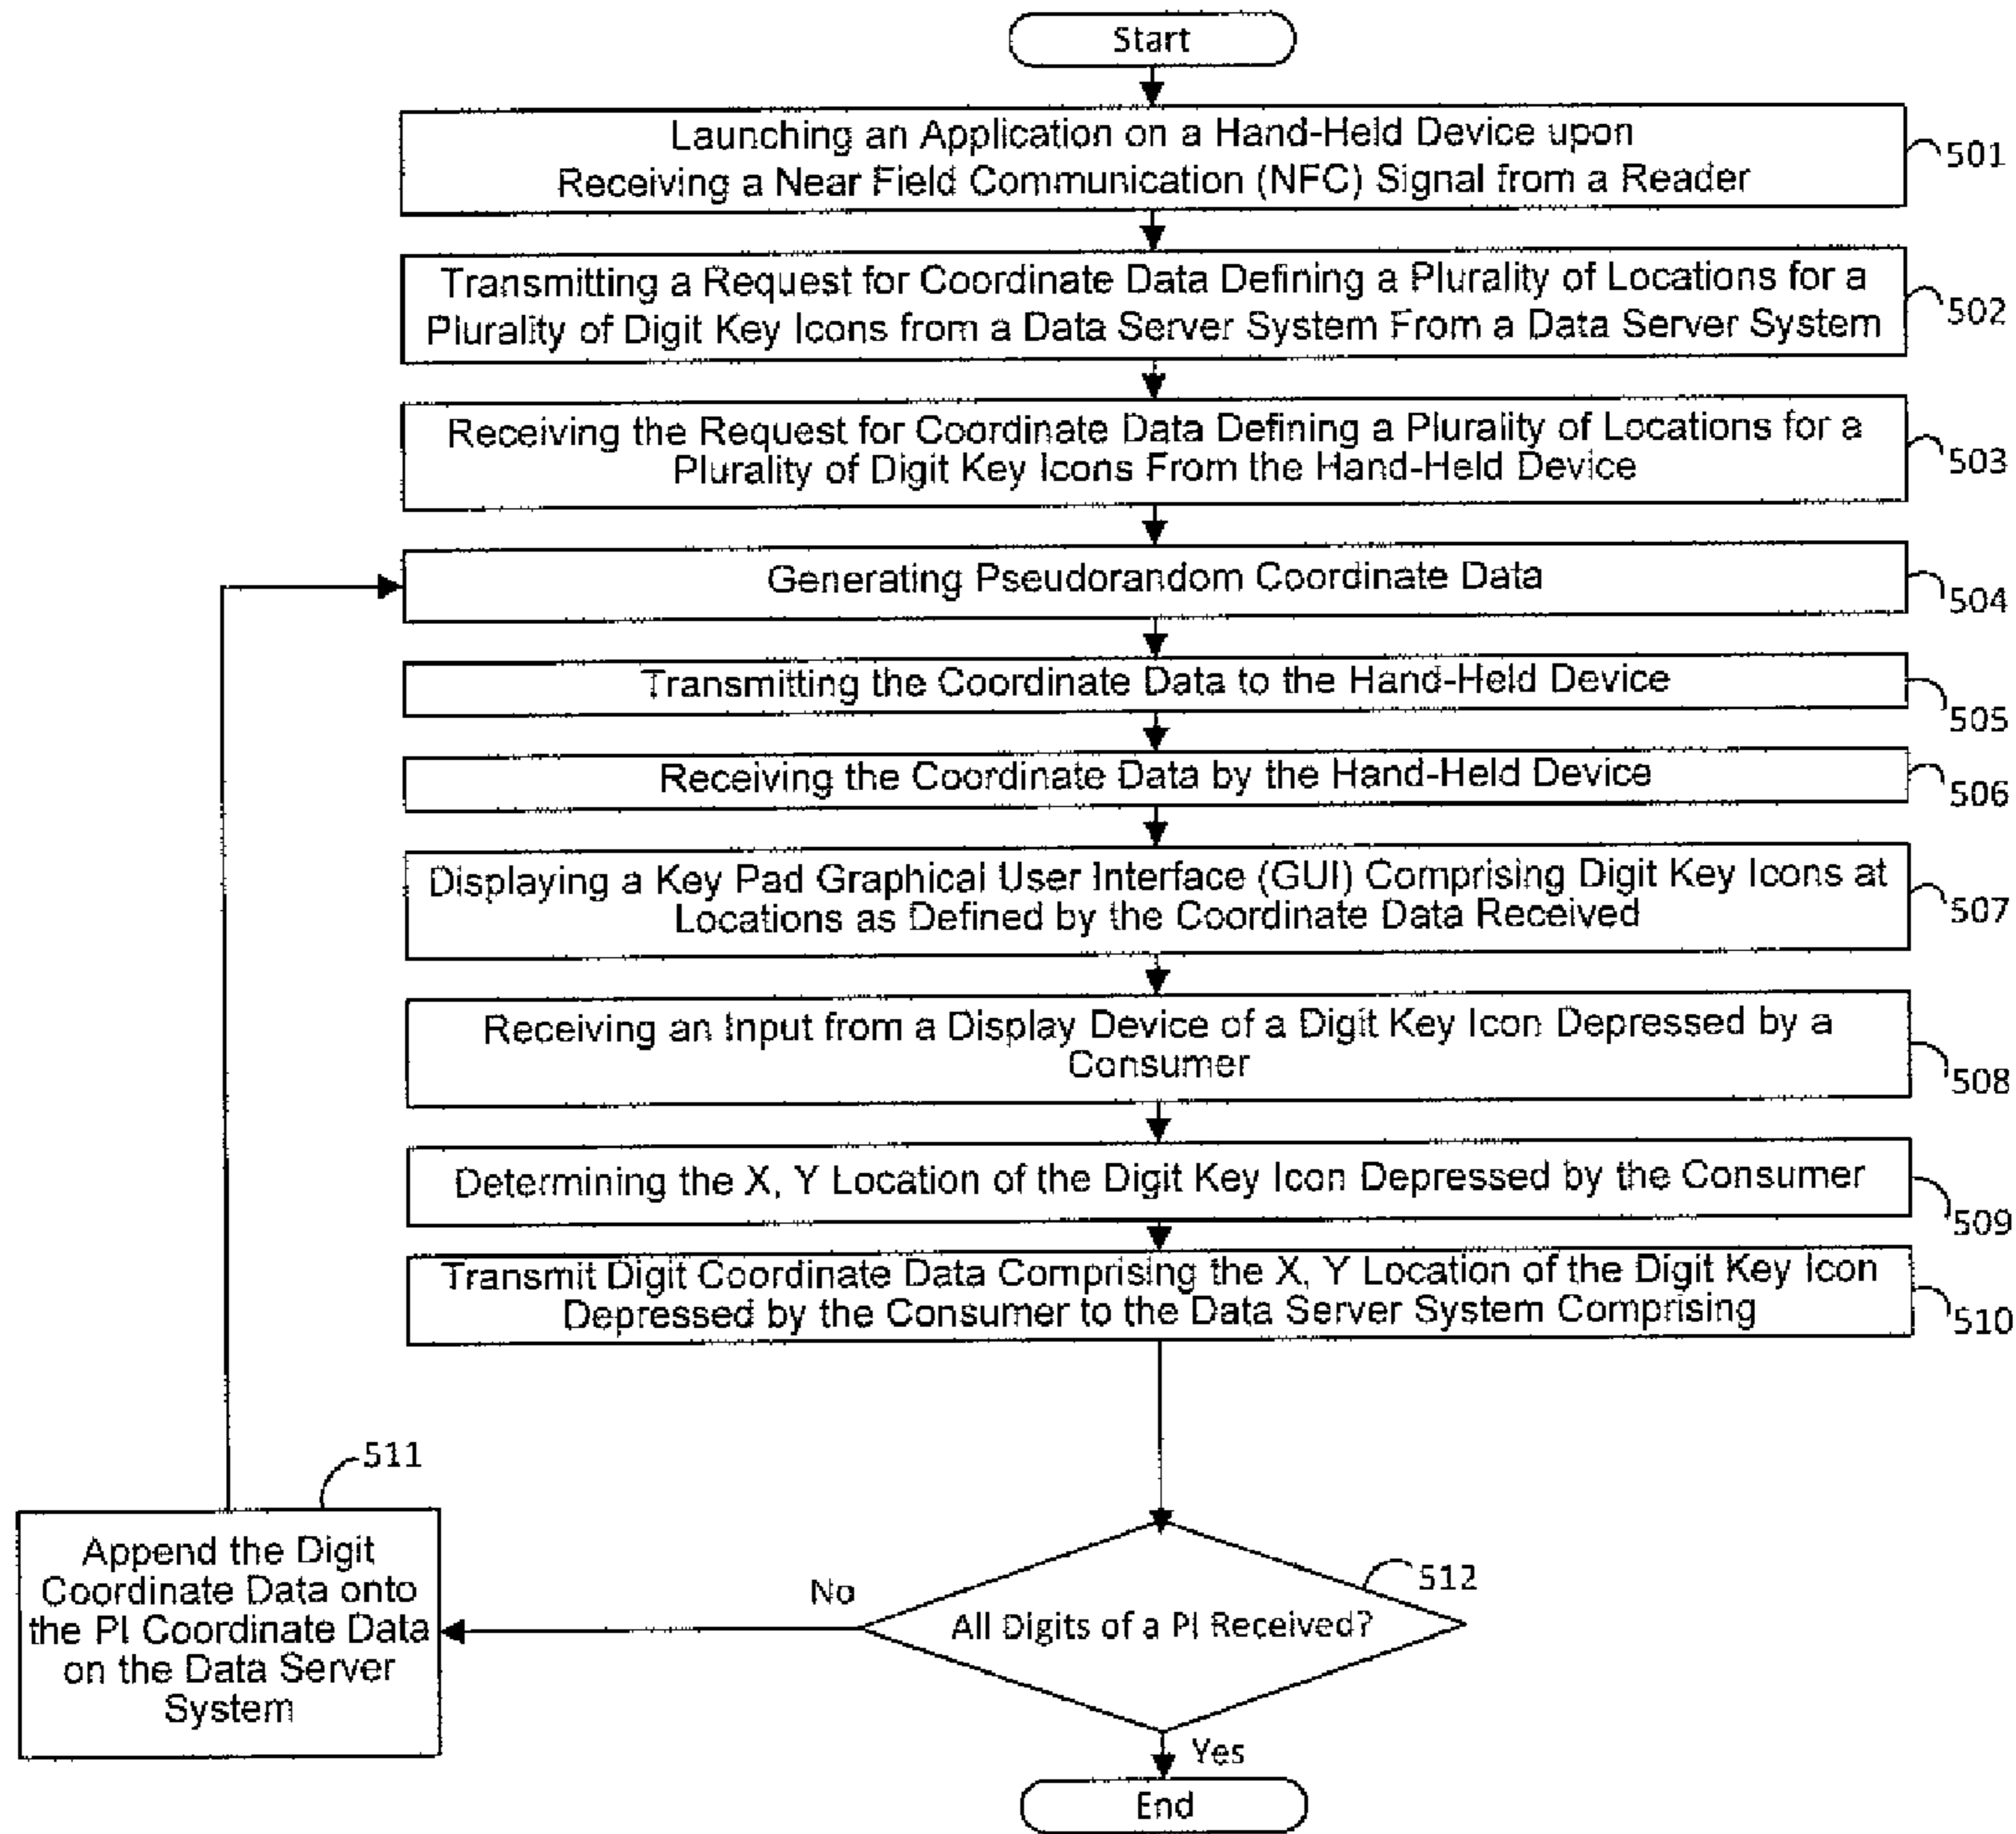 Start
Launching an Application on a Hand-Held Device upon
Receiving a Near Field Communication (NFC) Signal from a Reader
501
Transmitting a Request for Coordinate Data Defining a Plurality of Locations for a
Plurality of Digit Key Icons from a Data Server System From a Data Server System
502
Receiving the Request for Coordinate Data Defining a Plurality of Locations for a
Plurality of Digit Key Icons From the Hand-Held Device
503
Generating Pseudorandom Coordinate Data
504
Transmitting the Coordinate Data to the Hand-Held Device
505
Receiving the Coordinate Data by the Hand-Held Device
506
Displaying a Key Pad Graphical User Interface (GUI) Comprising Digit Key Icons at
Locations as Defined by the Coordinate Data Received
507
Receiving an Input from a Display Device of a Digit Key Icon Depressed by a
Consumer
508
Determining the X, Y Location of the Digit Key Icon Depressed by the Consumer
509
Transmit Digit Coordinate Data Comprising the X, Y Location of the Digit Key Icon
Depressed by the Consumer to the Data Server System Comprising
510
511
Append the Digit
Coordinate Data onto
the PI Coordinate Data
on the Data Server
System
No
512
All Digits of a PI Received?
Yes
End